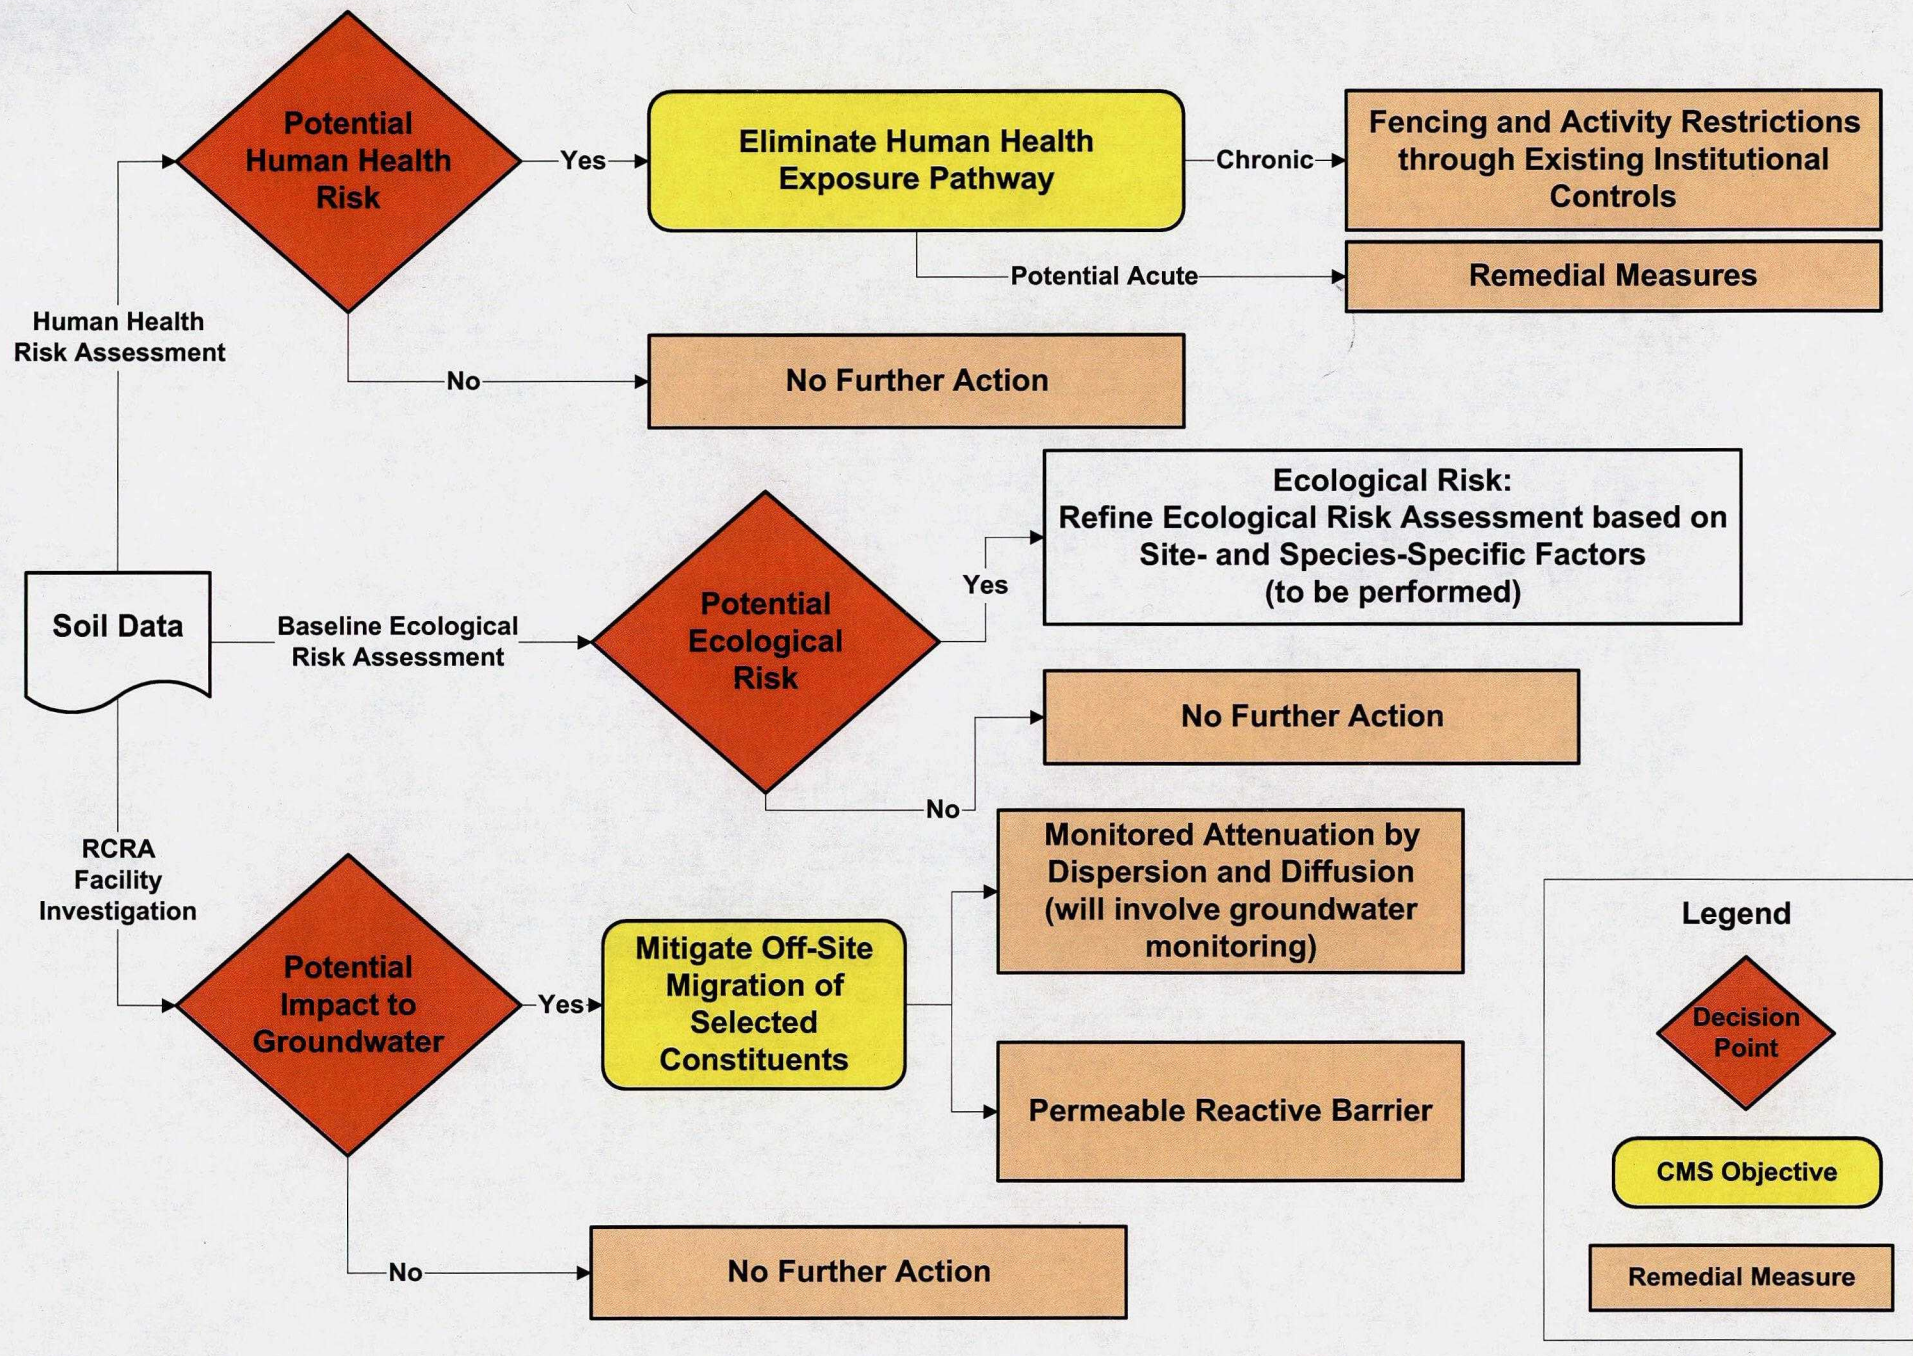 Potential
Human Health
Risk
Yes
Eliminate Human Health
Exposure Pathway
Chronic
Fencing and Activity Restrictions
through Existing Institutional
Controls
Potential Acute
Remedial Measures
Human Health
Risk Assessment
No
No Further Action
Soil Data
Baseline Ecological
Risk Assessment
Potential
Ecological
Risk
Yes
Ecological Risk:
Refine Ecological Risk Assessment based on
Site- and Species-Specific Factors
(to be performed)
No
No Further Action
RCRA
Facility
Investigation
Potential
Impact to
Groundwater
Yes
Mitigate Off-Site
Migration of
Selected
Constituents
Monitored Attenuation by
Dispersion and Diffusion
(will involve groundwater
monitoring)
Permeable Reactive Barrier
No
No Further Action
Legend
Decision
Point
CMS Objective
Remedial Measure